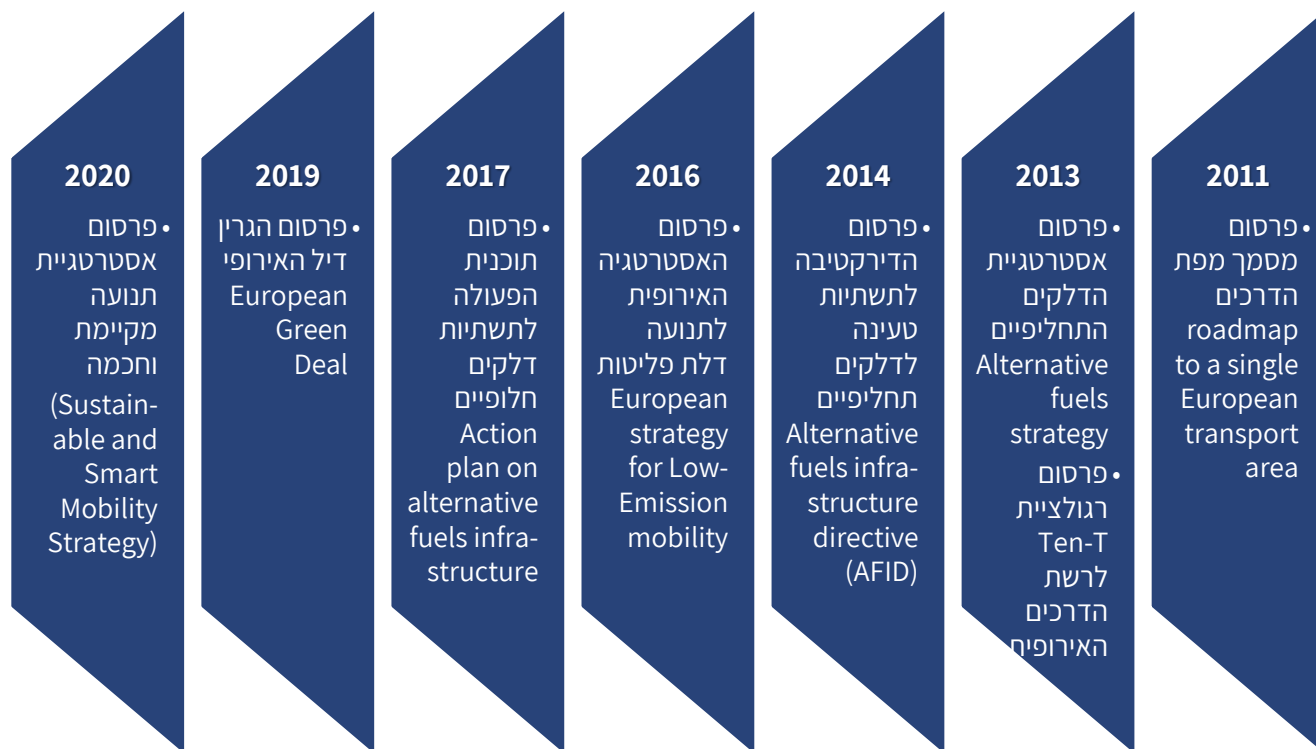 2011
• פרסום
מסמך מפת
הדרכים
roadmap
to a single
European
transport
area
2013
• פרסום
אסטרטגיית
הדלקים
התחליפיים
Alternative
fuels
strategy
• פרסום
רגולציית
Ten-T
לרשת
הדרכים
האירופית
2014
• פרסום
הדירקטיבה
לתשתיות
טעינה
לדלקים
תחליפיים
Alternative
fuels infra-
structure
directive
(AFID)
2016
• פרסום
האסטרטגיה
האירופית
לתנועה
דלת פליטות
European
strategy
for Low-
Emission
mobility
2017
• פרסום
תוכנית
הפעולה
לתשתיות
דלקים
חלופיים
Action
plan on
alternative
fuels infra-
structure
2019
• פרסום הגרין
דיל האירופי
European
Green
Deal
2020
• פרסום
אסטרטגיית
תנועה
מקיימת
וחכמה
(Sustain-
able and
Smart
Mobility
Strategy)